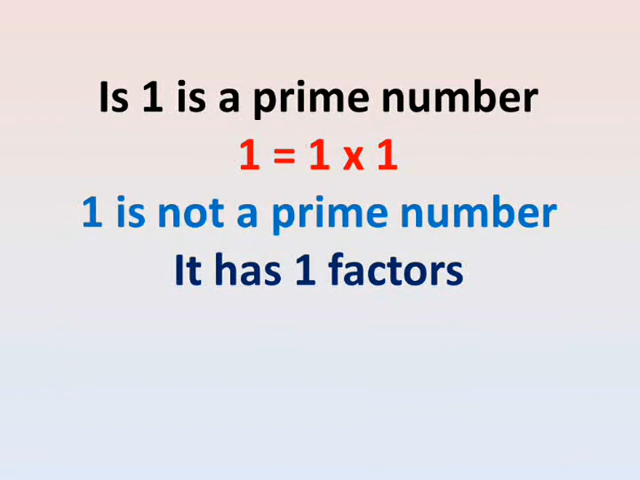 Is 1 is a prime number
1 = 1 x 1
1 is not a prime number
It has 1 factors